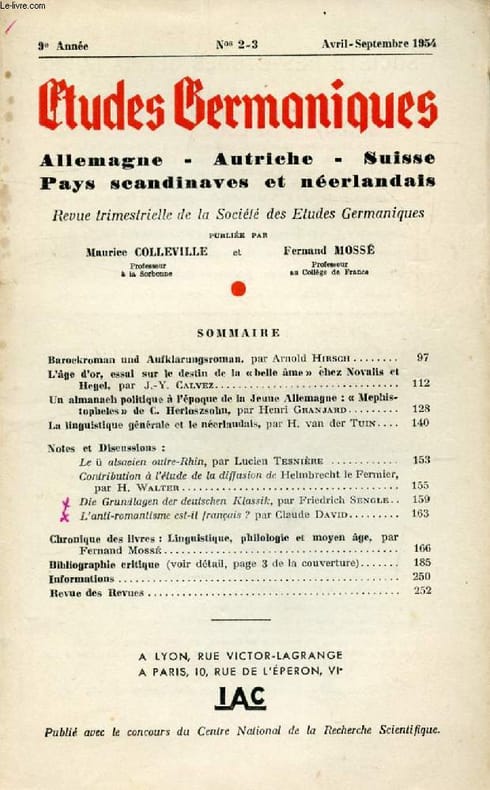 Le-livre.com
9e Année Nos 2-3 Avril-Septembre 1954
Etudes Germaniques
Allemagne - Autriche - Suisse
Pays scandinaves et néerlandais
Revue trimestrielle de la Société des Etudes Germaniques
PUBLIÉE PAR
Maurice COLLEVILLE et Fernand MOSSÉ
Professeur Professeur
à la Sorbonne au Collège de France
SOMMAIRE
Barockroman und Aufklarungsroman, par Arnold HIRSCH ........ 97
L'âge d'or, essai sur le destin de la « belle âme » chez Novalis et
Hegel, par J.-Y. CALVEZ ........ 112
Un almanach politique à l'époque de la Jeune Allemagne : « Mephis-
topheles » de C. Herloszsohn, par Henri GRANJARD ........ 128
La linguistique générale et le néerlandais, par H. van der TUIN .... 140
Notes et Discussions :
Le ü alsacien outre-Rhin, par Lucien TESNIÈRE ........ 153
Contribution à l'étude de la diffusion de Helmbrecht le Fermier,
par H. WALTER ........ 155
Die Grundlagen der deutschen Klassik, par Friedrich SENGLE .. 159
L'anti-romantisme est-il français ? par Claude DAVID ........ 163
Chronique des livres : Linguistique, philologie et moyen âge, par
Fernand MOSSÉ ........ 166
Bibliographie critique (voir détail, page 3 de la couverture) ....... 185
Informations ........ 250
Revue des Revues ........ 252
A LYON, RUE VICTOR-LAGRANGE
A PARIS, 10, RUE DE L'ÉPERON, VIe
IAC
Publié avec le concours du Centre National de la Recherche Scientifique.